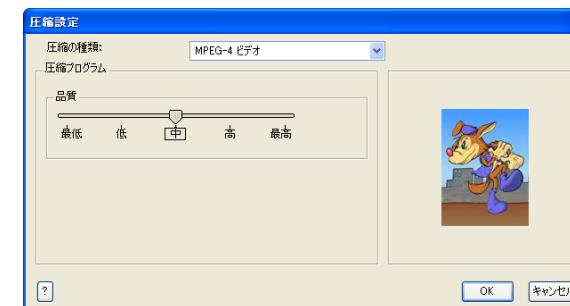 圧縮設定
圧縮の種類: MPEG-4 ビデオ
圧縮プログラム
品質
最低 低 中 高 最高
? OK キャンセル